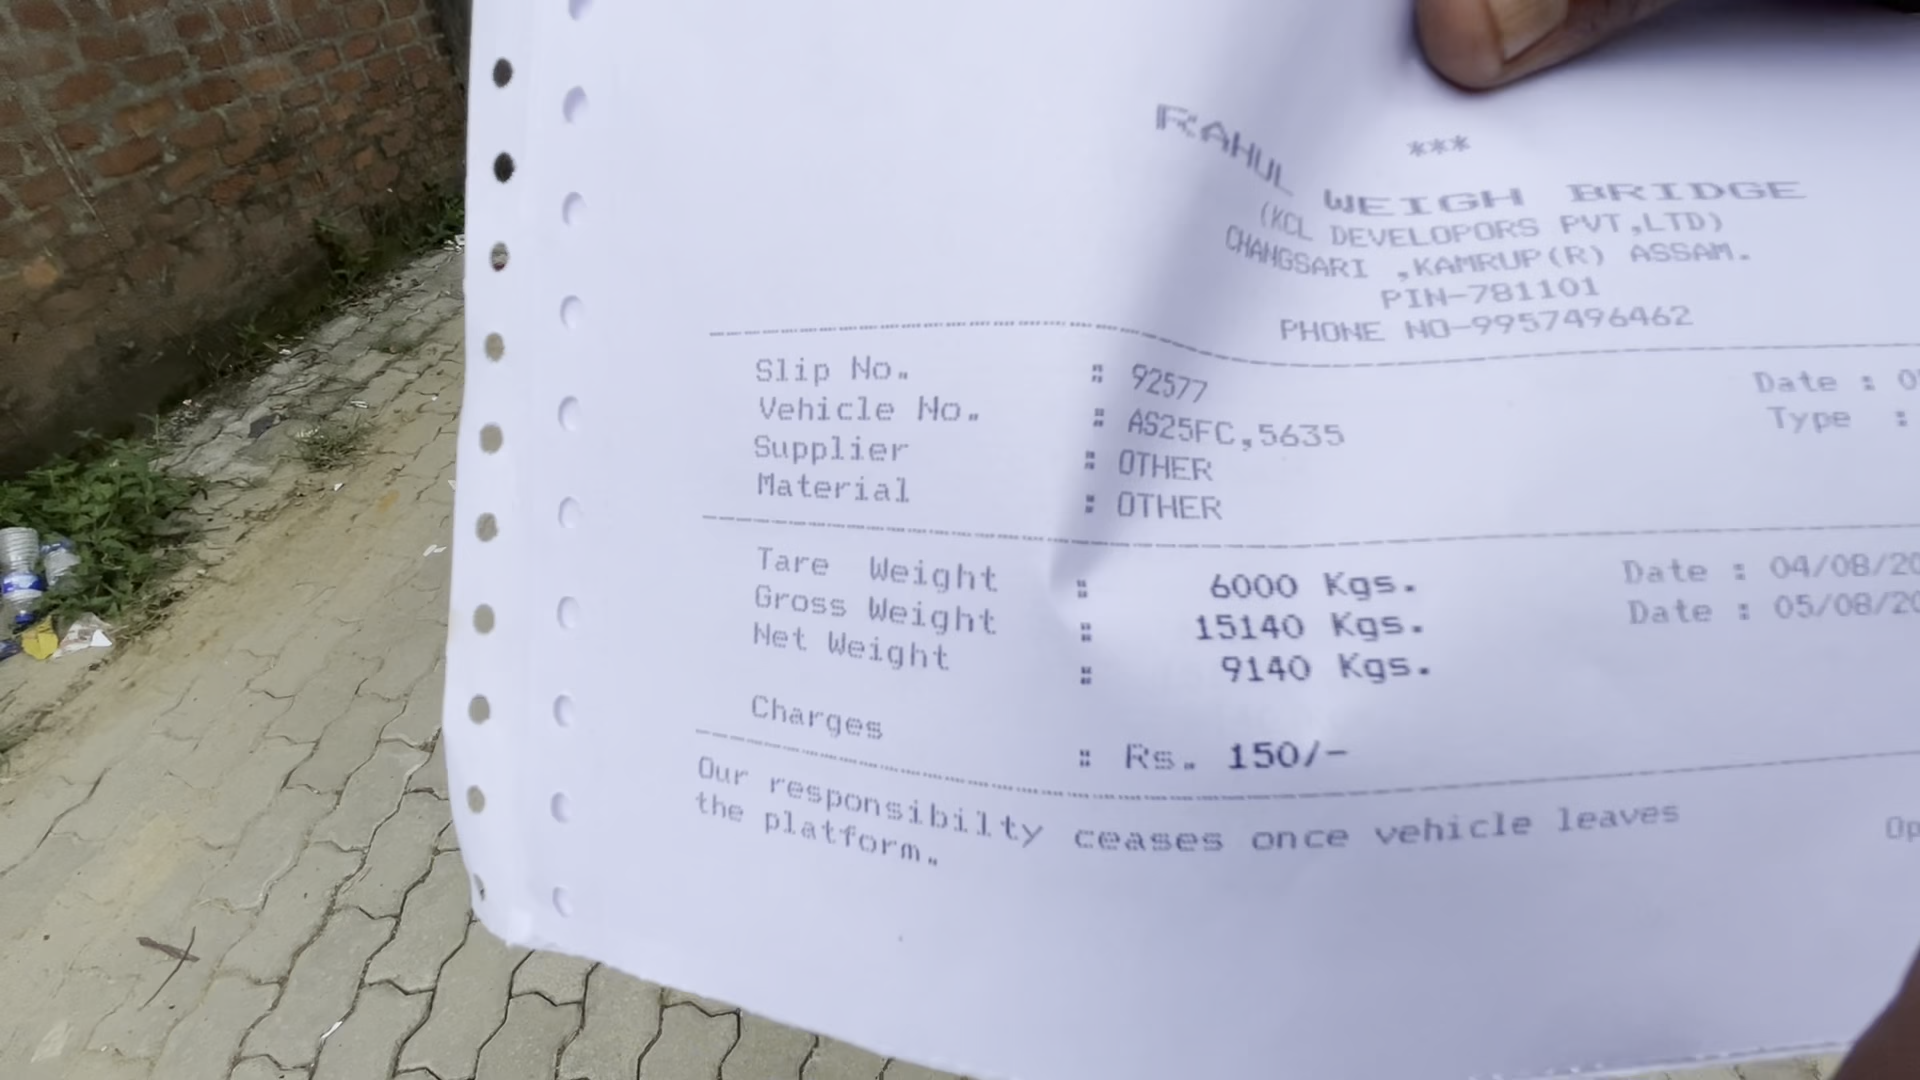 ***
RAHUL WEIGH BRIDGE
(KCL DEVELOPORS PVT,LTD)
CHANGSARI ,KAMRUP(R) ASSAM.
PIN-781101
PHONE NO-9957496462
Slip No. : 92577 Date : 0
Vehicle No. : AS25FC,5635 Type :
Supplier : OTHER
Material : OTHER
Tare Weight : 6000 Kgs. Date : 04/08/20
Gross Weight : 15140 Kgs. Date : 05/08/20
Net Weight : 9140 Kgs.
Charges : Rs. 150/-
Our responsibilty ceases once vehicle leaves
the platform. Op